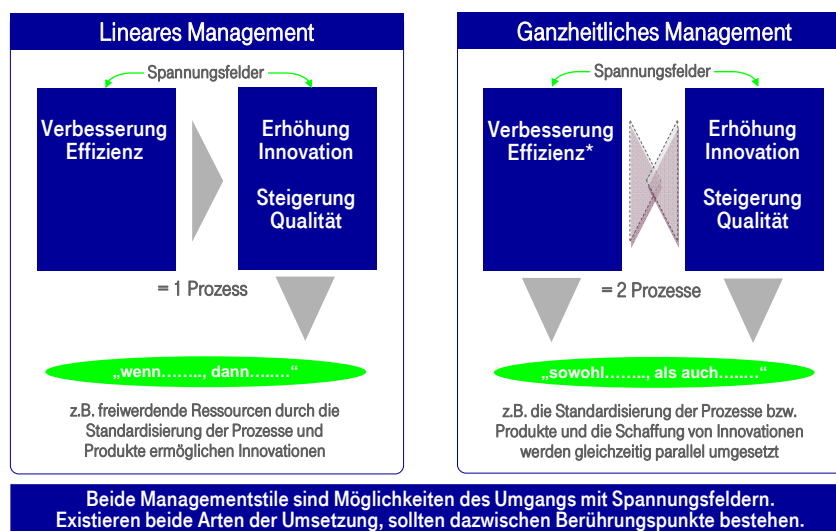 Lineares Management
Spannungsfelder
Verbesserung
Effizienz
Erhöhung
Innovation
Steigerung
Qualität
= 1 Prozess
„wenn…….., dann…..…“
z.B. freiwerdende Ressourcen durch die
Standardisierung der Prozesse und
Produkte ermöglichen Innovationen
Ganzheitliches Management
Spannungsfelder
Verbesserung
Effizienz*
Erhöhung
Innovation
Steigerung
Qualität
= 2 Prozesse
„sowohl…….., als auch…..…“
z.B. die Standardisierung der Prozesse bzw.
Produkte und die Schaffung von Innovationen
werden gleichzeitig parallel umgesetzt
Beide Managementstile sind Möglichkeiten des Umgangs mit Spannungsfeldern.
Existieren beide Arten der Umsetzung, sollten dazwischen Berührungspunkte bestehen.